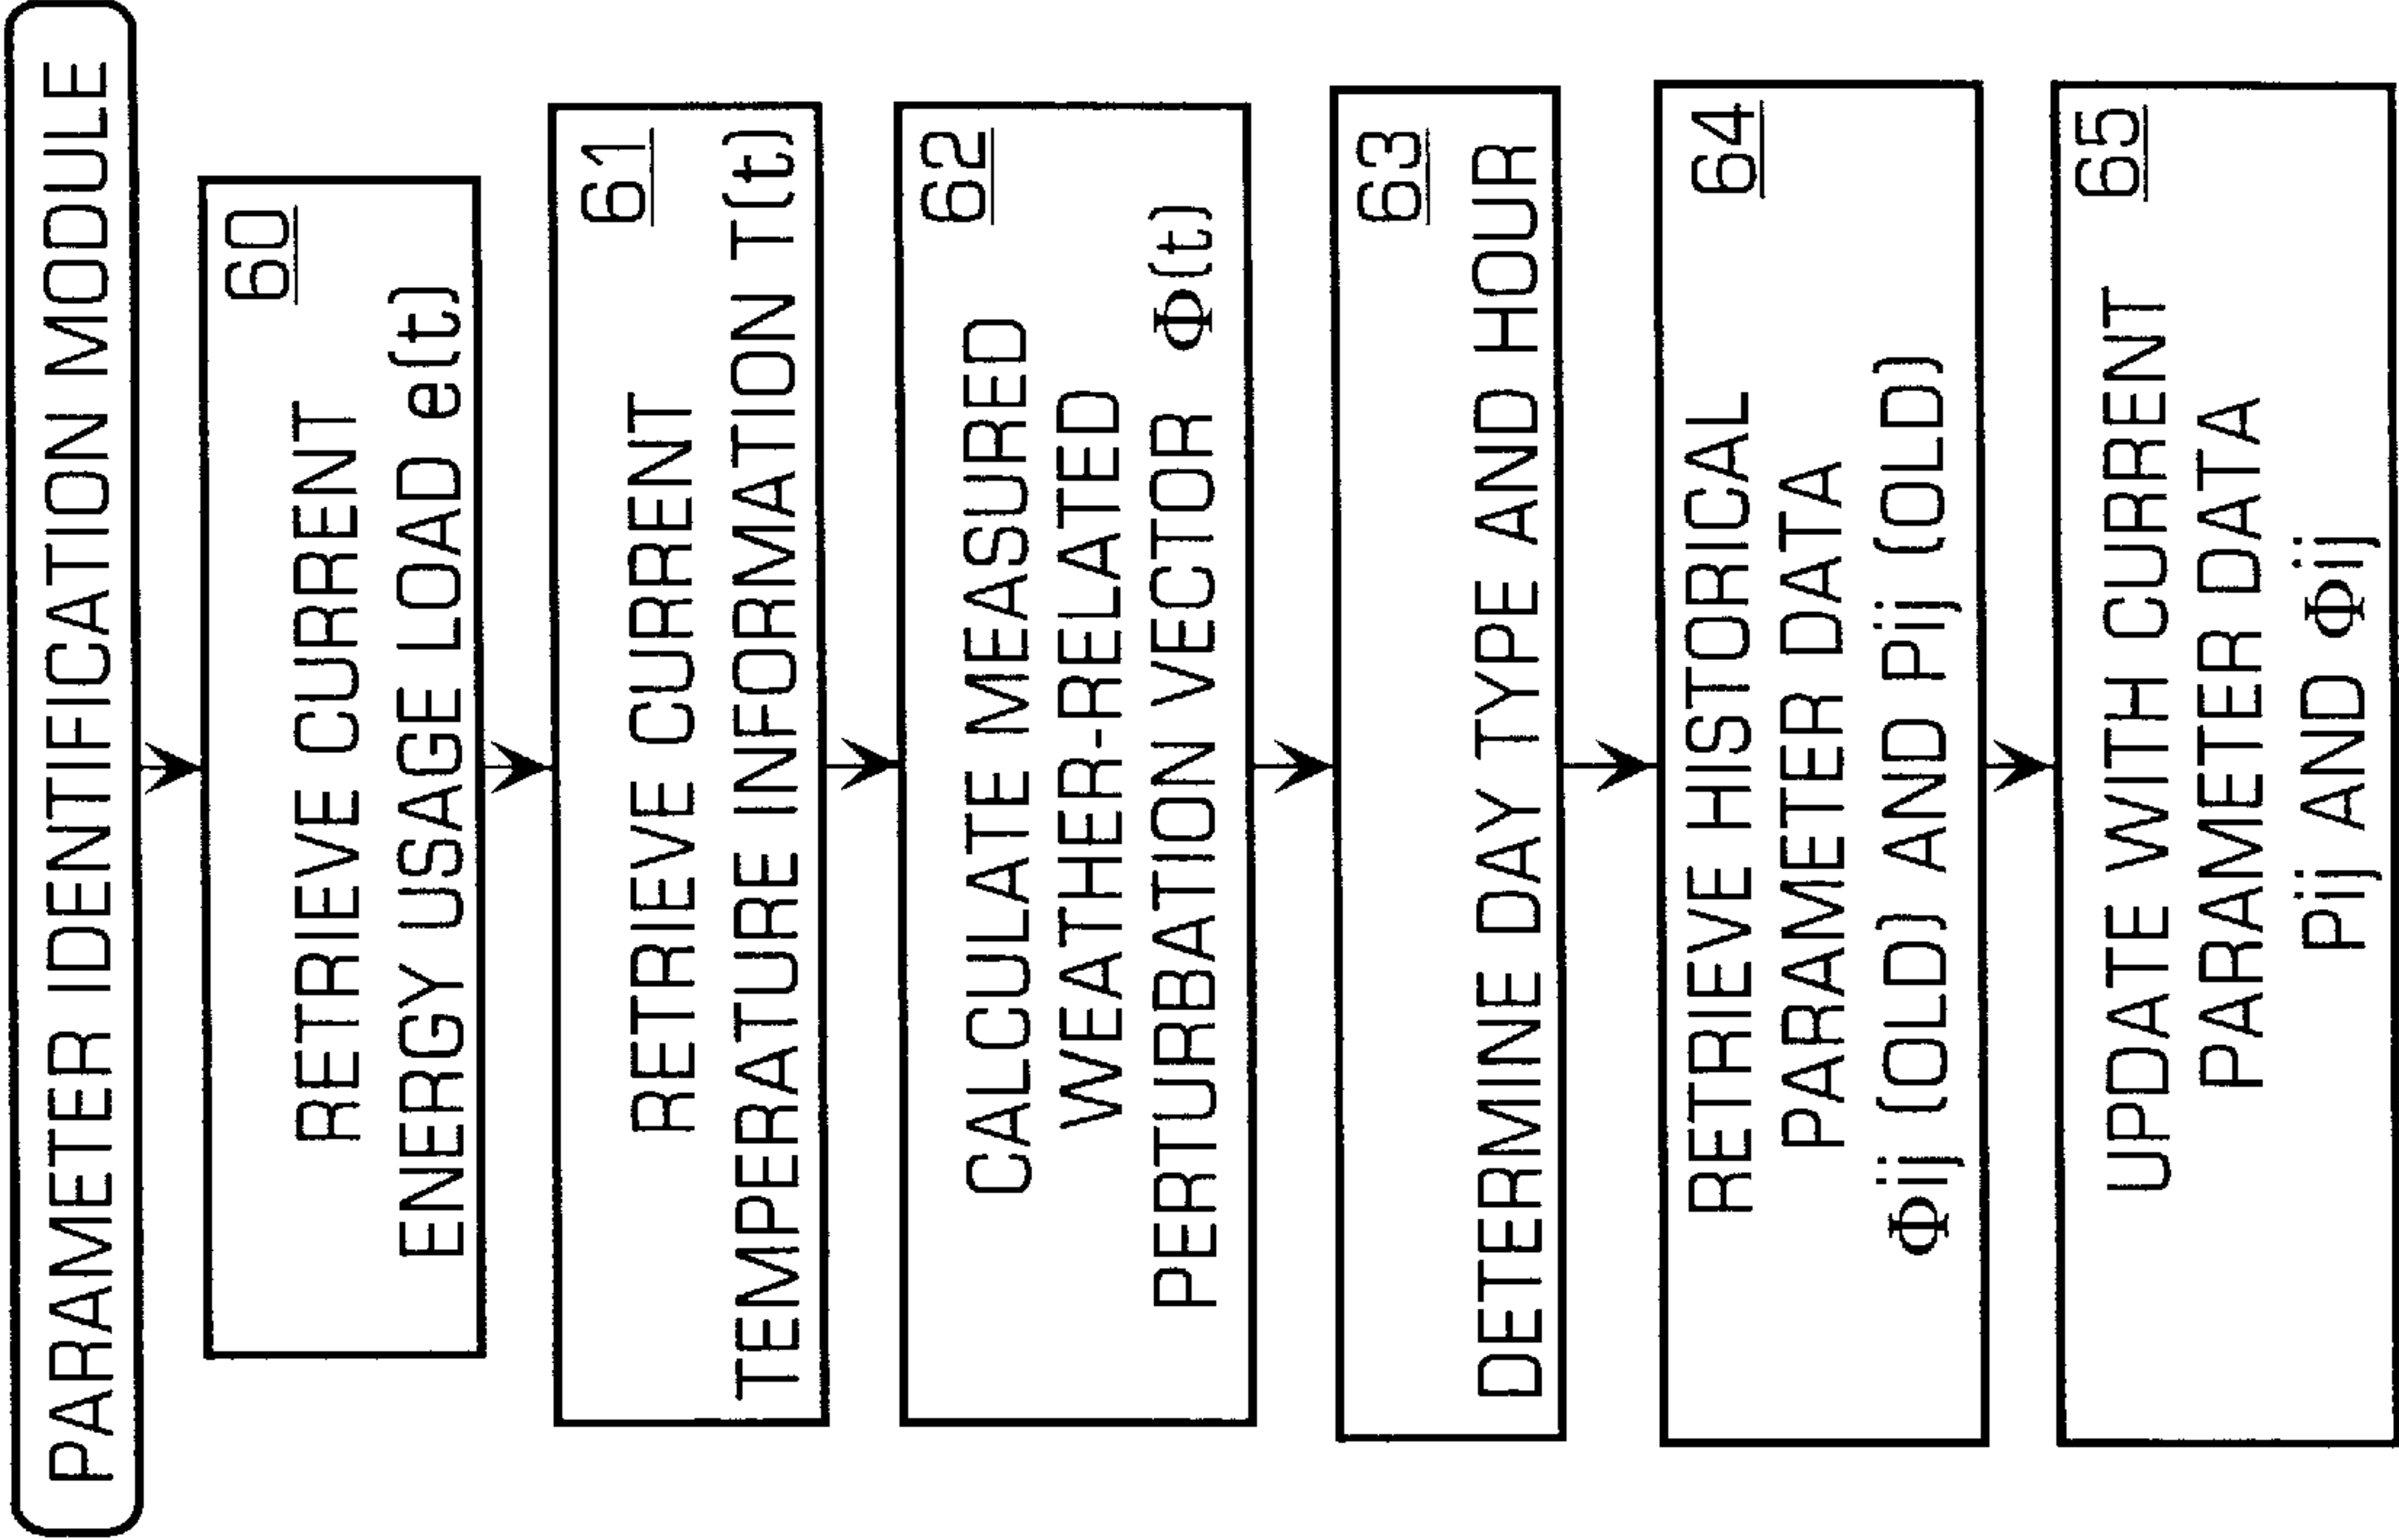 PARAMETER IDENTIFICATION MODULE
60
RETRIEVE CURRENT
ENERGY USAGE LOAD e(t)
61
RETRIEVE CURRENT
TEMPERATURE INFORMATION T(t)
62
CALCULATE MEASURED
WEATHER-RELATED
PERTURBATION VECTOR Φ(t)
63
DETERMINE DAY TYPE AND HOUR
64
RETRIEVE HISTORICAL
PARAMETER DATA
Φij (OLD) AND Pij (OLD)
65
UPDATE WITH CURRENT
PARAMETER DATA
Pij AND Φij